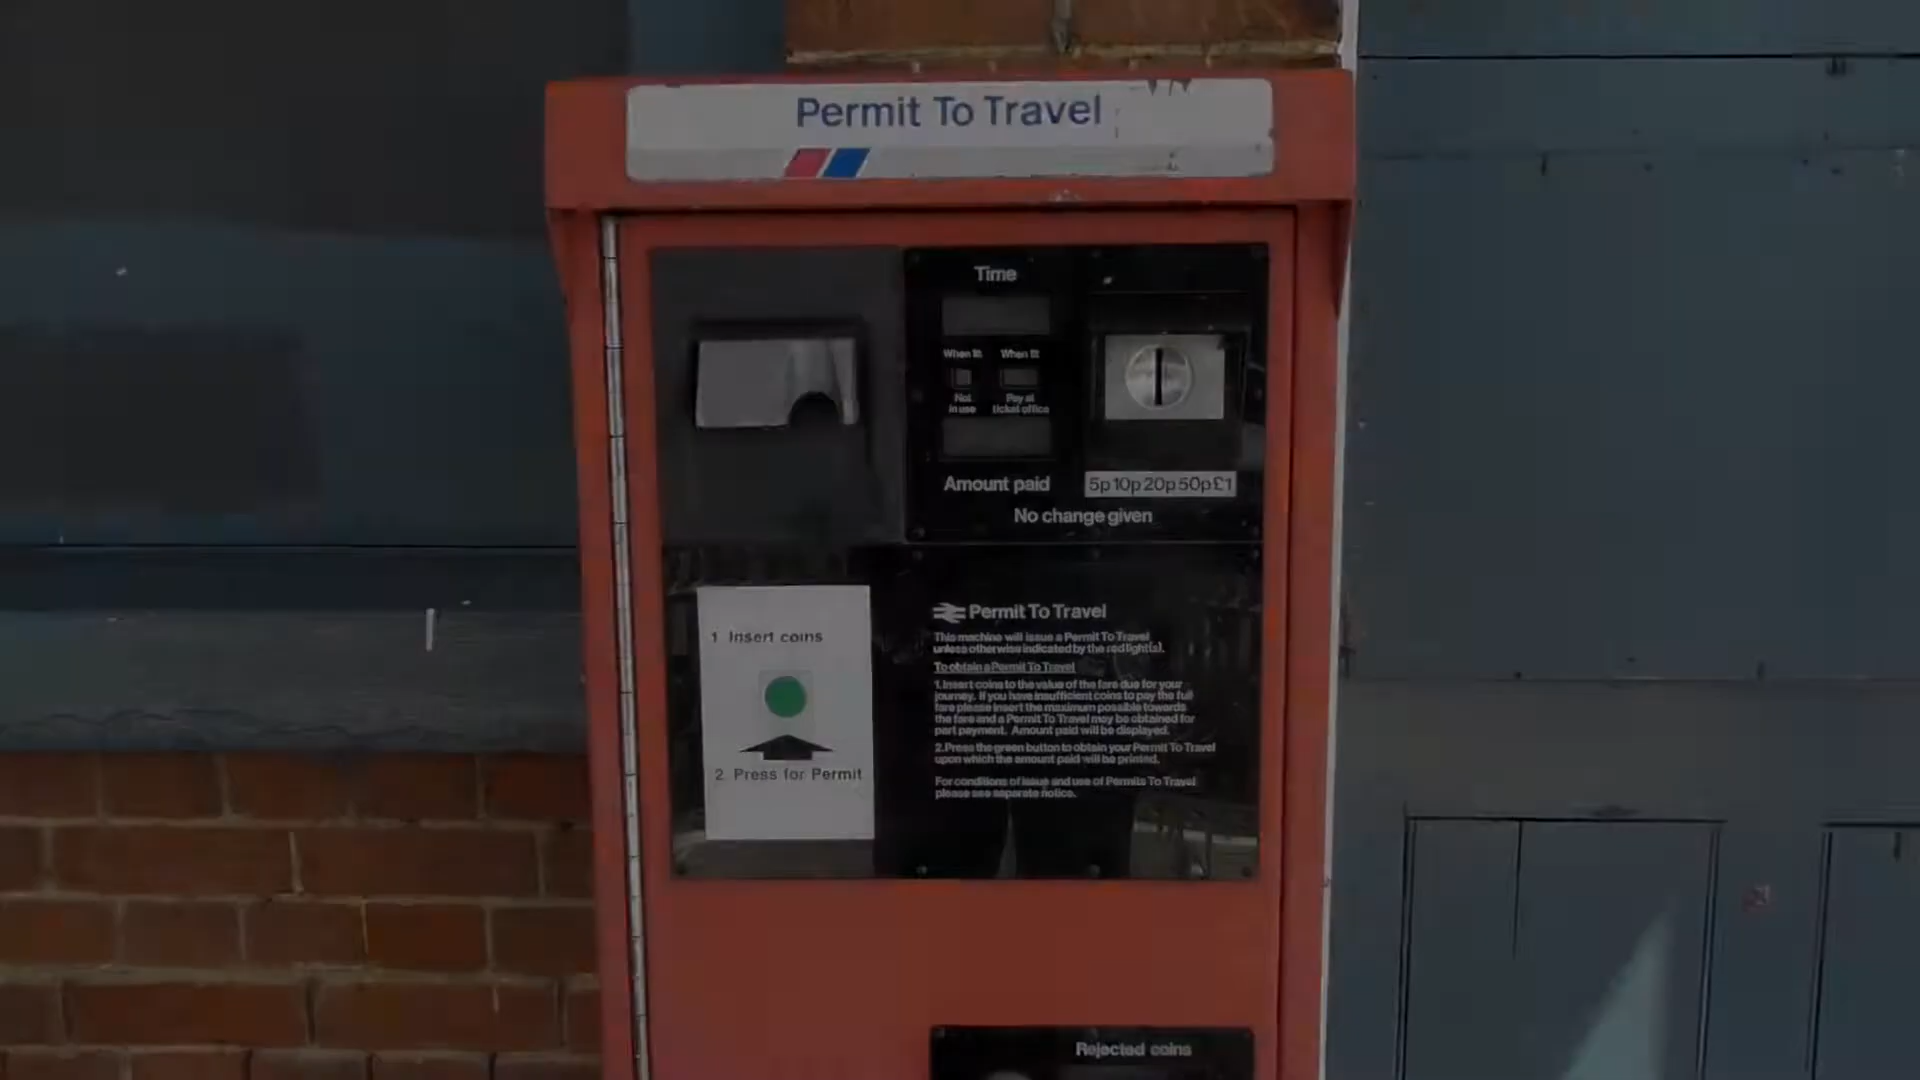 Permit To Travel
Time
When lit When lit
Not in use
Pay at ticket office
Amount paid
5p 10p 20p 50p £1
No change given
1 Insert coins
2. Press for Permit
Permit To Travel
This machine will issue a Permit To Travel
unless otherwise indicated by the red light(s).
To obtain a Permit To Travel
1. Insert coins to the value of the fare due for your
journey. If you have insufficient coins to pay the full
fare please insert the maximum possible towards
the fare and a Permit To Travel may be obtained for
part payment. Amount paid will be displayed.
2. Press the green button to obtain your Permit To Travel
upon which the amount paid will be printed.
For conditions of issue and use of Permits To Travel
please see separate notice.
Rejected coins